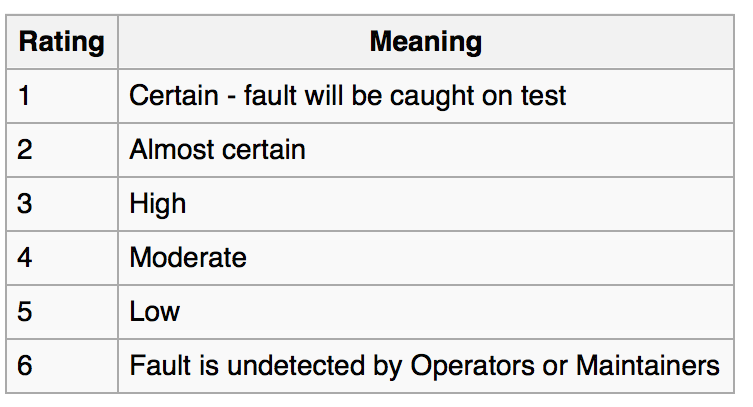 Rating Meaning
1 Certain - fault will be caught on test
2 Almost certain
3 High
4 Moderate
5 Low
6 Fault is undetected by Operators or Maintainers